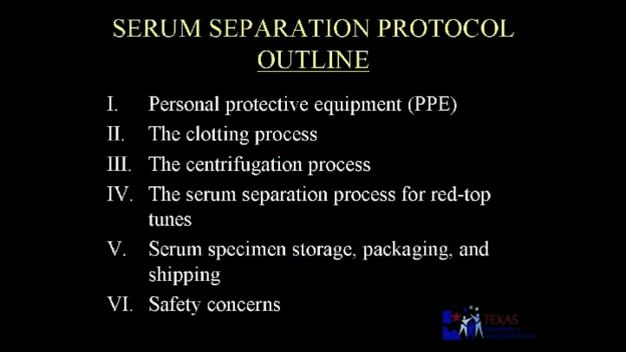 SERUM SEPARATION PROTOCOL
OUTLINE
I. Personal protective equipment (PPE)
II. The clotting process
III. The centrifugation process
IV. The serum separation process for red-top
tunes
V. Serum specimen storage, packaging, and
shipping
VI. Safety concerns
TEXAS